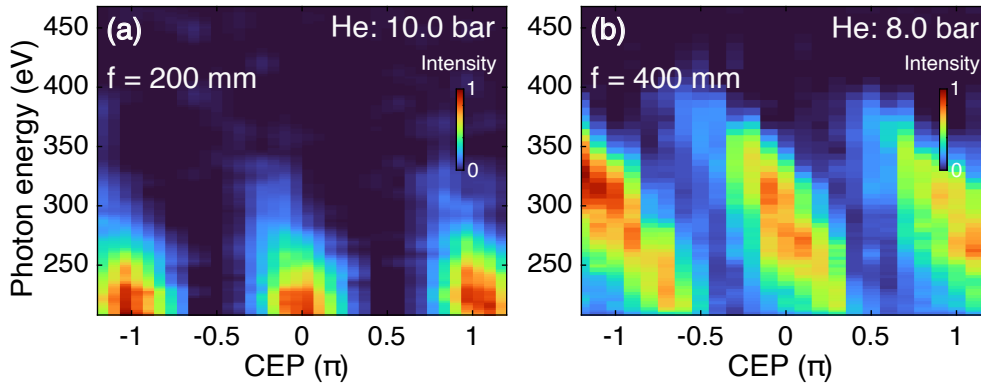 (a)
He: 10.0 bar
f = 200 mm
Intensity
1
0
450
400
350
300
250
Photon energy (eV)
-1
-0.5
0
0.5
1
CEP (π)
(b)
He: 8.0 bar
f = 400 mm
Intensity
1
0
450
400
350
300
250
-1
-0.5
0
0.5
1
CEP (π)